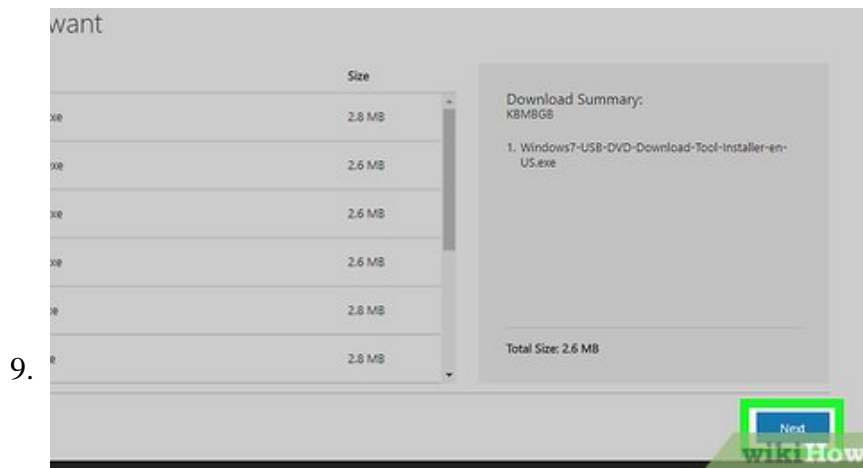 want
Size
xe 2.8 MB
xe 2.6 MB
xe 2.6 MB
xe 2.6 MB
e 2.8 MB
e 2.8 MB
Download Summary:
KBMBGB
1. Windows7-USB-DVD-Download-Tool-Installer-en-
US.exe
Total Size: 2.6 MB
9.
Next
wikiHow